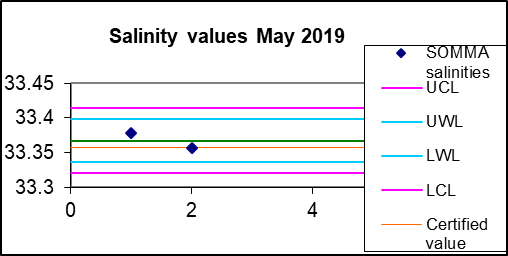 Salinity values May 2019
33.45
33.4
33.35
33.3
0
2
4
SOMMA
salinities
UCL
UWL
LWL
LCL
Certified
value